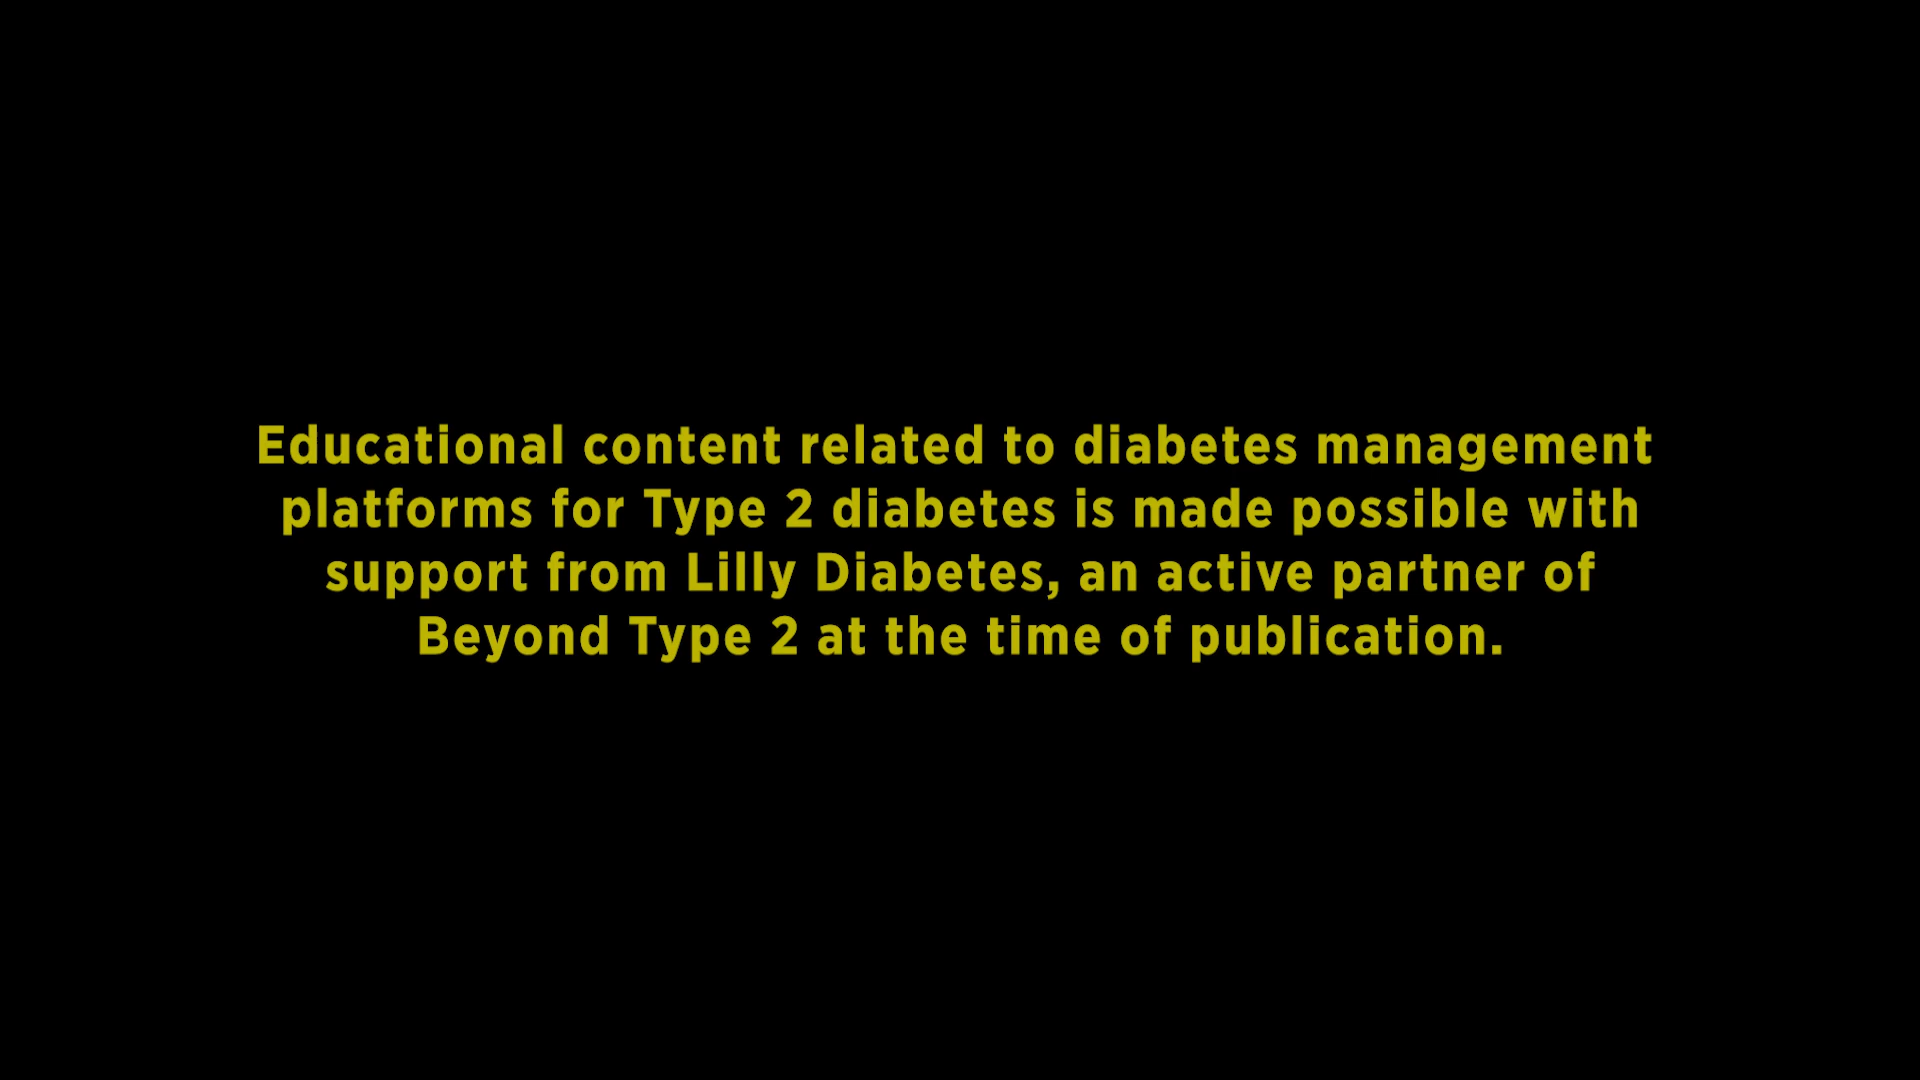 Educational content related to diabetes management
platforms for Type 2 diabetes is made possible with
support from Lilly Diabetes, an active partner of
Beyond Type 2 at the time of publication.